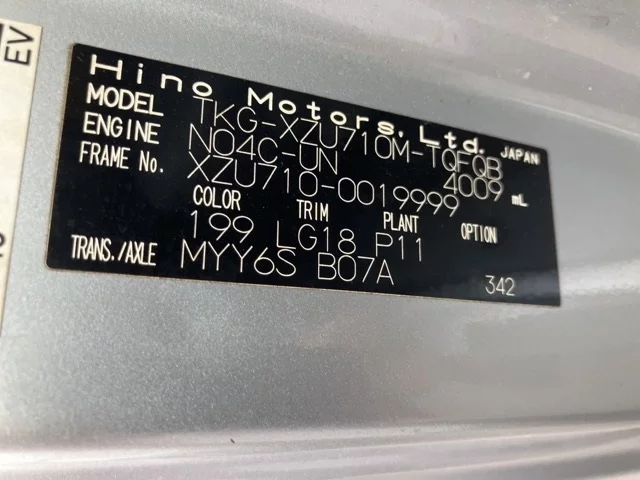 EV
Hino Motors, Ltd. JAPAN
MODEL TKG-XZU710M-TQFQB
ENGINE N04C-UN 4009 mL
FRAME No. XZU710-0019999
COLOR TRIM PLANT OPTION
199 LG18 P11
TRANS./AXLE MYY6S B07A 342